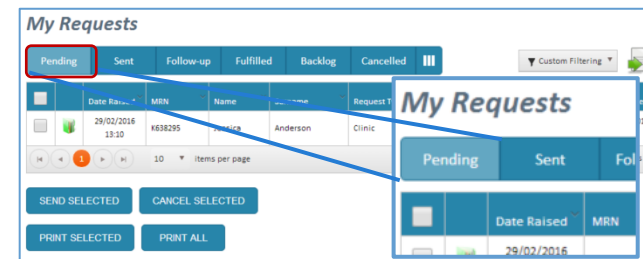 My Requests
Pending Sent Follow-up Fulfilled Backlog Cancelled
Custom Filtering
Date Raised MRN Name Request T
29/02/2016 K638295 Anderson Clinic
13:10
1 10 items per page
SEND SELECTED CANCEL SELECTED
PRINT SELECTED PRINT ALL
My Requests
Pending Sent Fol
Date Raised MRN
29/02/2016